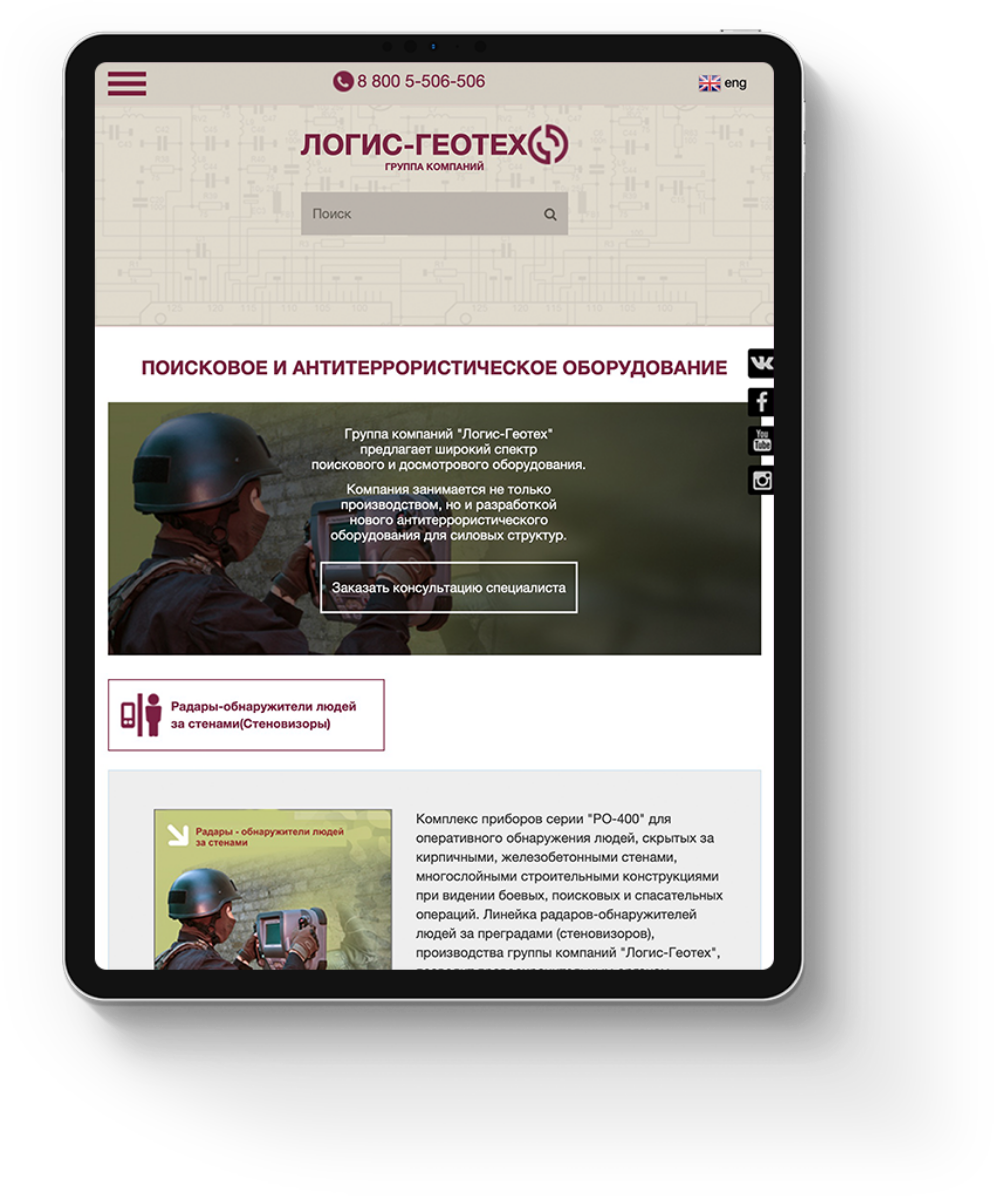 8 800 5-506-506
eng
ЛОГИС-ГЕОТЕХ
ГРУППА КОМПАНИЙ
Поиск
ПОИСКОВОЕ И АНТИТЕРРОРИСТИЧЕСКОЕ ОБОРУДОВАНИЕ
You
Tube
Группа компаний "Логис-Геотех"
предлагает широкий спектр
поискового и досмотрового оборудования.
Компания занимается не только
производством, но и разработкой
нового антитеррористического
оборудования для силовых структур.
Заказать консультацию специалиста
Радары-обнаружители людей
за стенами(Стеновизоры)
Радары - обнаружители людей
за стенами
Комплекс приборов серии "РО-400" для
оперативного обнаружения людей, скрытых за
кирпичными, железобетонными стенами,
многослойными строительными конструкциями
при видении боевых, поисковых и спасательных
операций. Линейка радаров-обнаружителей
людей за преградами (стеновизоров),
производства группы компаний "Логис-Геотех",